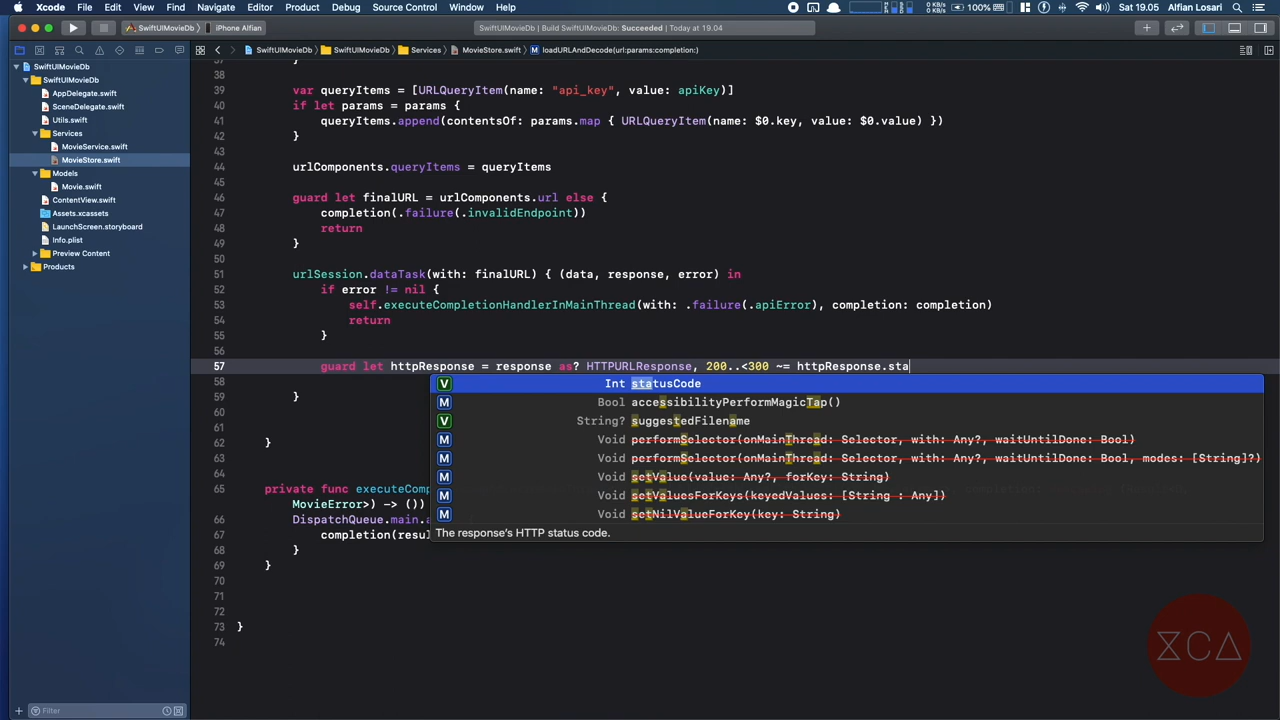 Xcode File Edit View Find Navigate Editor Product Debug Source Control Window Help 0 KB/s 0 KB/s 100% Sat 19.05 Alfian Losari
SwiftUIMovieDb iPhone Alfian SwiftUIMovieDb | Build SwiftUIMovieDb: Succeeded | Today at 19.04
SwiftUIMovieDb SwiftUIMovieDb Services MovieStore.swift loadURLAndDecode(url:params:completion:)
SwiftUIMovieDb
SwiftUIMovieDb
AppDelegate.swift
SceneDelegate.swift
Utils.swift
Services
MovieService.swift
MovieStore.swift
Models
Movie.swift
ContentView.swift
Assets.xcassets
LaunchScreen.storyboard
Info.plist
Preview Content
Products
Filter
37 }
38
39 var queryItems = [URLQueryItem(name: "api_key", value: apiKey)]
40 if let params = params {
41 queryItems.append(contentsOf: params.map { URLQueryItem(name: $0.key, value: $0.value) })
42 }
43
44 urlComponents.queryItems = queryItems
45
46 guard let finalURL = urlComponents.url else {
47 completion(.failure(.invalidEndpoint))
48 return
49 }
50
51 urlSession.dataTask(with: finalURL) { (data, response, error) in
52 if error != nil {
53 self.executeCompletionHandlerInMainThread(with: .failure(.apiError), completion: completion)
54 return
55 }
56
57 guard let httpResponse = response as? HTTPURLResponse, 200..<300 ~= httpResponse.sta
58
59 }
60
61
62 }
63
64
65 private func executeCo
MovieError>) -> ()) {
66 DispatchQueue.main.a
67 completion(resul
68 }
69 }
70
71
72
73 }
74
V Int statusCode
M Bool accessibilityPerformMagicTap()
V String? suggestedFilename
M Void performSelector(onMainThread: Selector, with: Any?, waitUntilDone: Bool)
M Void performSelector(onMainThread: Selector, with: Any?, waitUntilDone: Bool, modes: [String]?)
M Void setValue(value: Any?, forKey: String)
M Void setValuesForKeys(keyedValues: [String : Any])
M Void setNilValueForKey(key: String)
The response's HTTP status code.